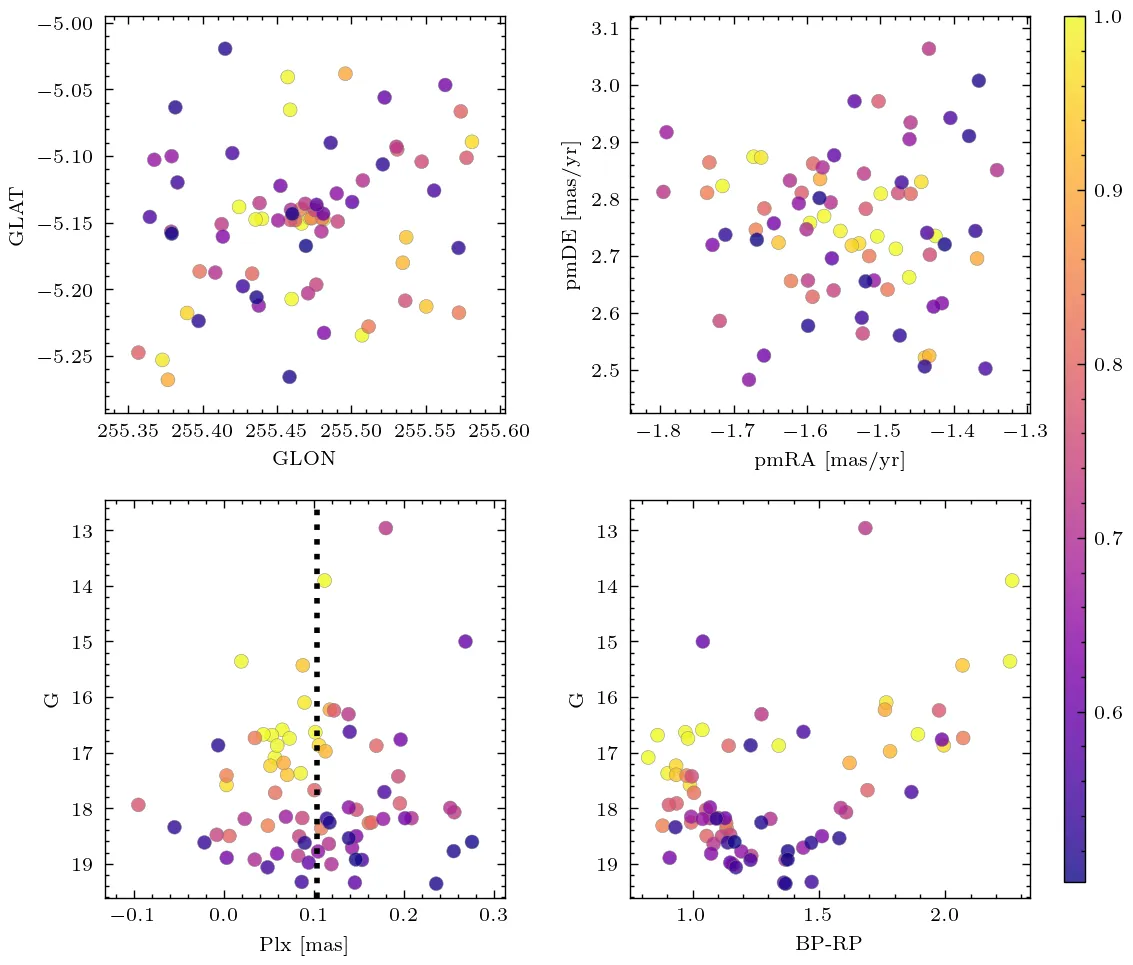 −5.00
−5.05
−5.10
−5.15
−5.20
−5.25
GLAT
255.35 255.40 255.45 255.50 255.55 255.60
GLON
3.1
3.0
2.9
2.8
2.7
2.6
2.5
pmDE [mas/yr]
−1.8 −1.7 −1.6 −1.5 −1.4 −1.3
pmRA [mas/yr]
1.0
0.9
0.8
0.7
0.6
13
14
15
16
17
18
19
G
−0.1 0.0 0.1 0.2 0.3
Plx [mas]
13
14
15
16
17
18
19
G
1.0 1.5 2.0
BP-RP